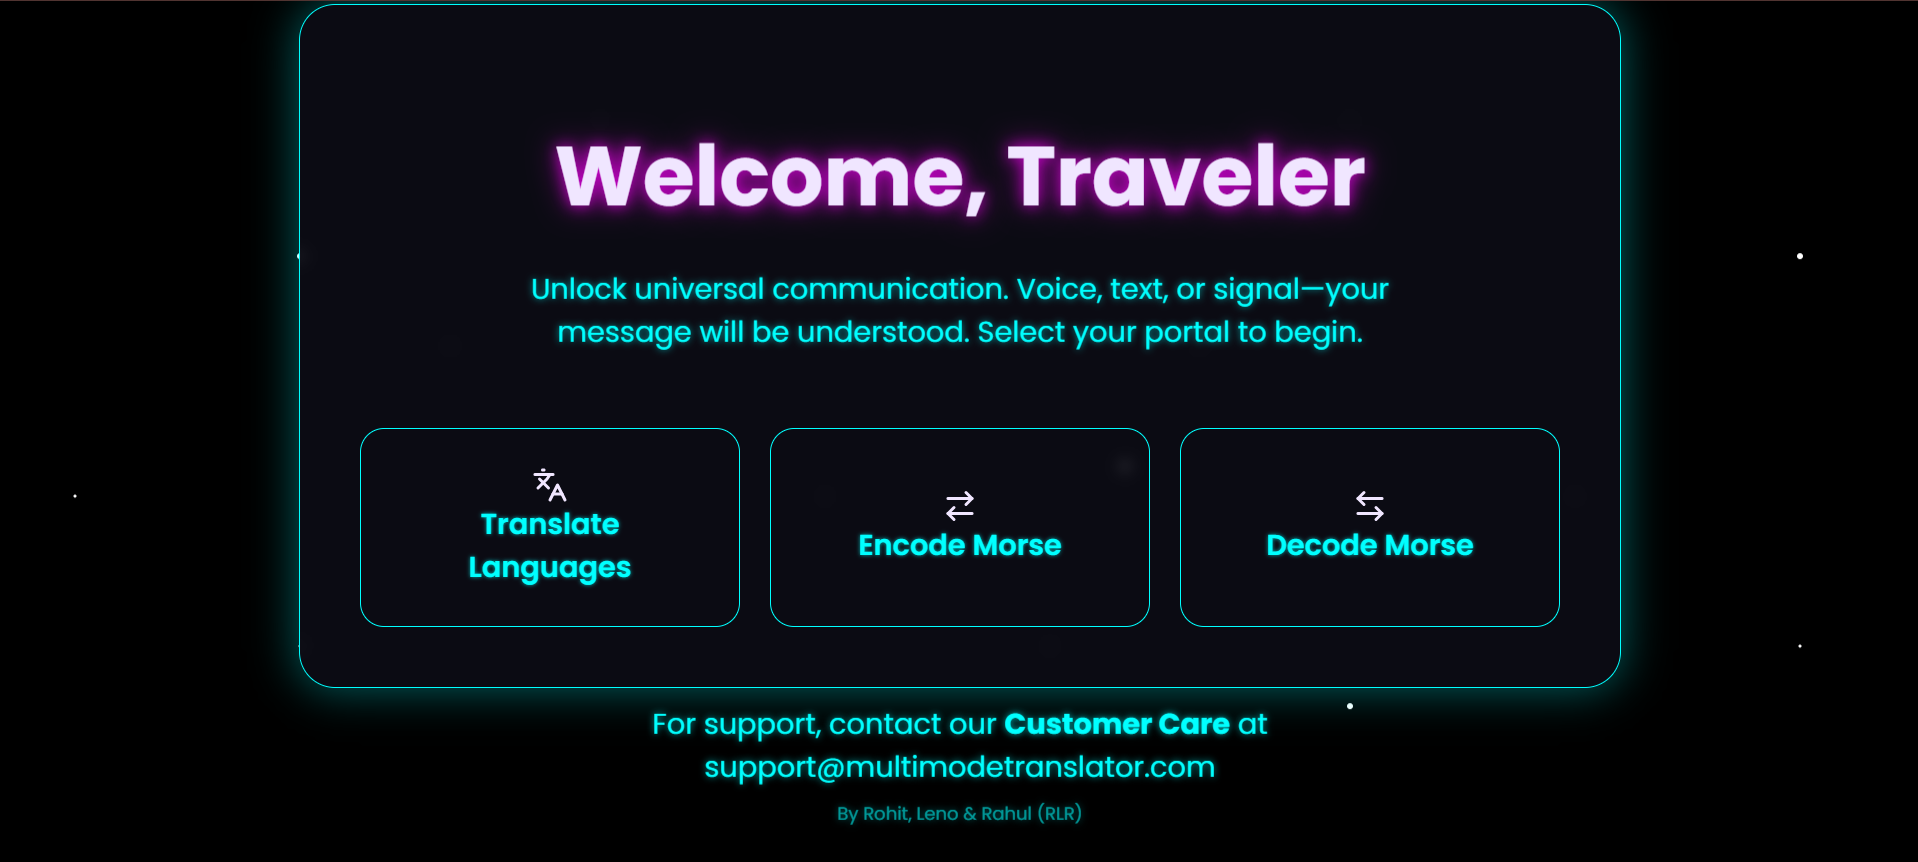 Welcome, Traveler
Unlock universal communication. Voice, text, or signal—your
message will be understood. Select your portal to begin.
Translate
Languages
Encode Morse
Decode Morse
For support, contact our Customer Care at
support@multimodetranslator.com
By Rohit, Leno & Rahul (RLR)